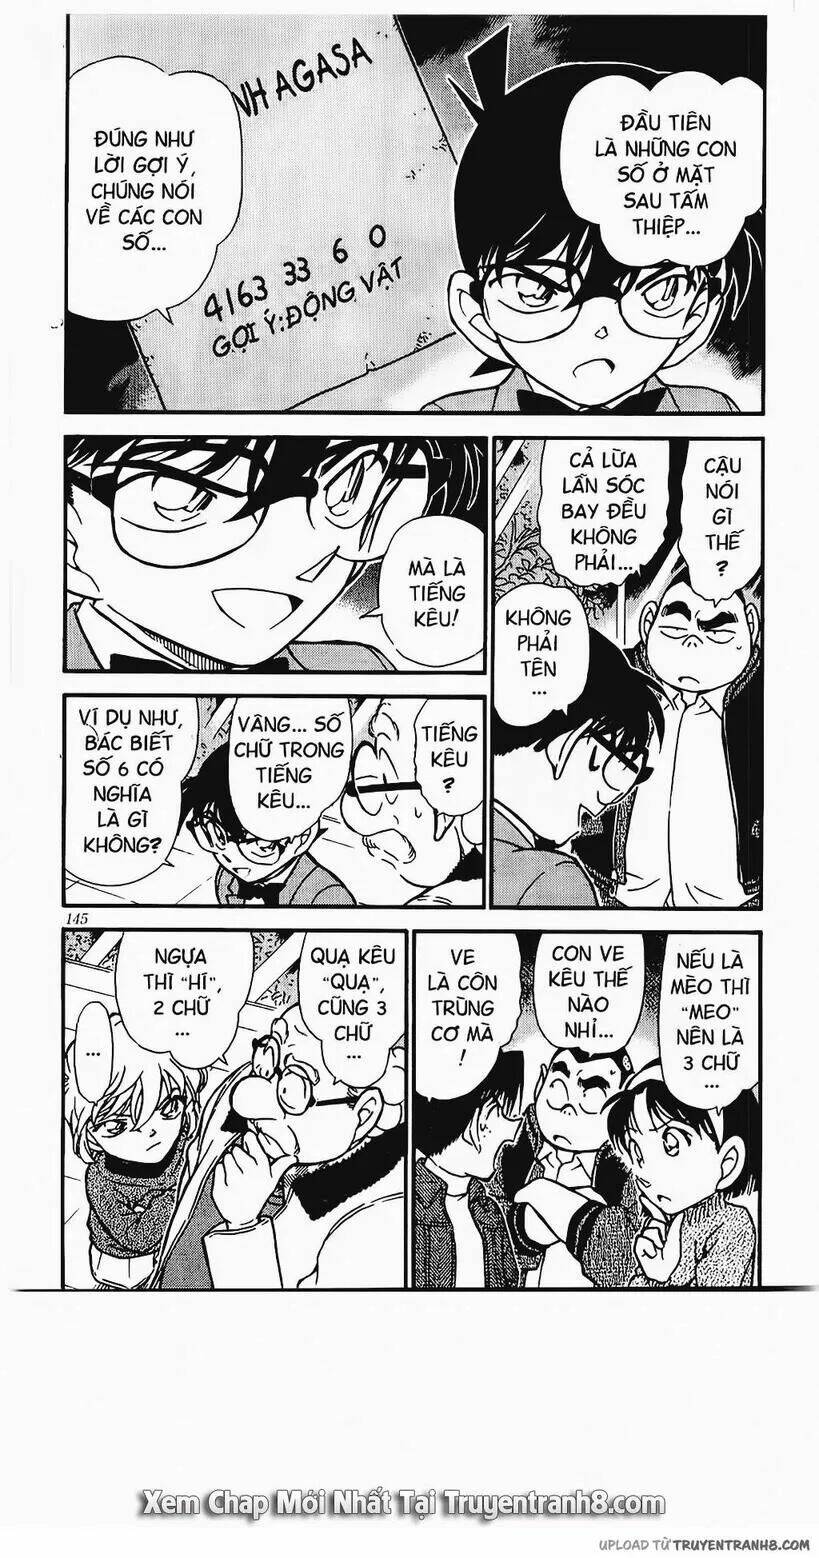 ĐẦU TIÊN
LÀ NHỮNG CON
SỐ Ở MẶT
SAU TẤM
THIỆP...
NH AGASA
4163 33 6 0
GỢI Ý: ĐỘNG VẬT
ĐÚNG NHƯ
LỜI GỢI Ý,
CHÚNG NÓI
VỀ CÁC CON
SỐ...
CẬU
NÓI
GÌ
THẾ
?
CẢ LỪA
LẪN SÓC
BAY ĐỀU
KHÔNG
PHẢI...
KHÔNG
PHẢI
TÊN
...
MÀ LÀ
TIẾNG
KÊU!
TIẾNG
KÊU
?
VÂNG... SỐ
CHỮ TRONG
TIẾNG
KÊU...
VÍ DỤ NHƯ,
BÁC BIẾT
SỐ 6 CÓ
NGHĨA
LÀ GÌ
KHÔNG?
145
NẾU LÀ
MÈO THÌ
"MEO"
NÊN LÀ
3 CHỮ
...
CON VE
KÊU THẾ
NÀO
NHỈ...
VE
LÀ CÔN
TRÙNG
CƠ MÀ
!
QUẠ KÊU
"QUẠ",
CŨNG 3
CHỮ
...
NGỰA
THÌ "HÍ",
2 CHỮ
...
...
Xem Chap Mới Nhất Tại Truyentranh8.com
UPLOAD TỪ TRUYENTRANH8.COM